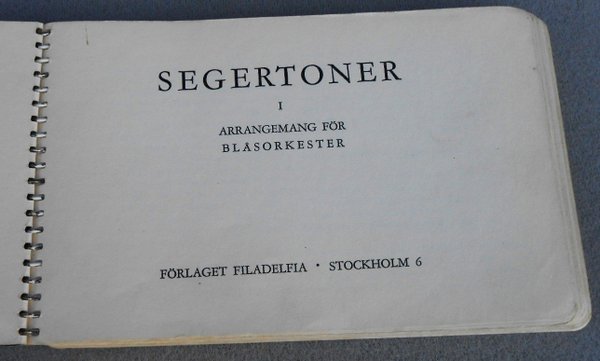 SEGERTONER
I
ARRANGEMANG FÖR
BLÅSORKESTER
FÖRLAGET FILADELFIA · STOCKHOLM 6